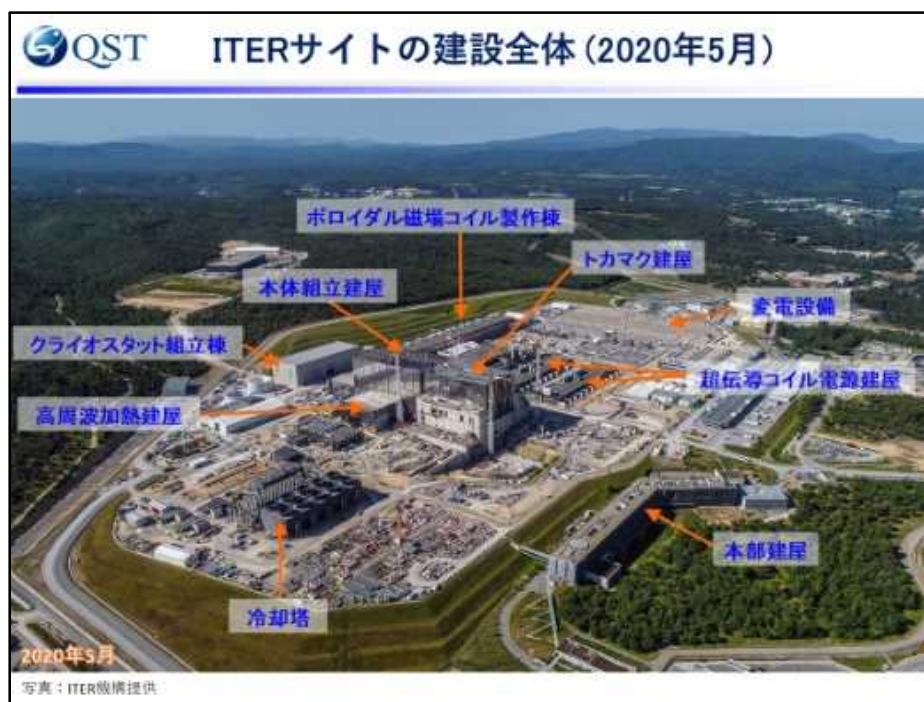 QST
ITERサイトの建設全体(2020年5月)
ポロイダル磁場コイル製作棟
トカマク建屋
本体組立建屋
変電設備
クライオスタット組立棟
超伝導コイル電源建屋
高周波加熱建屋
本部建屋
冷却塔
2020年5月
写真：ITER機構提供